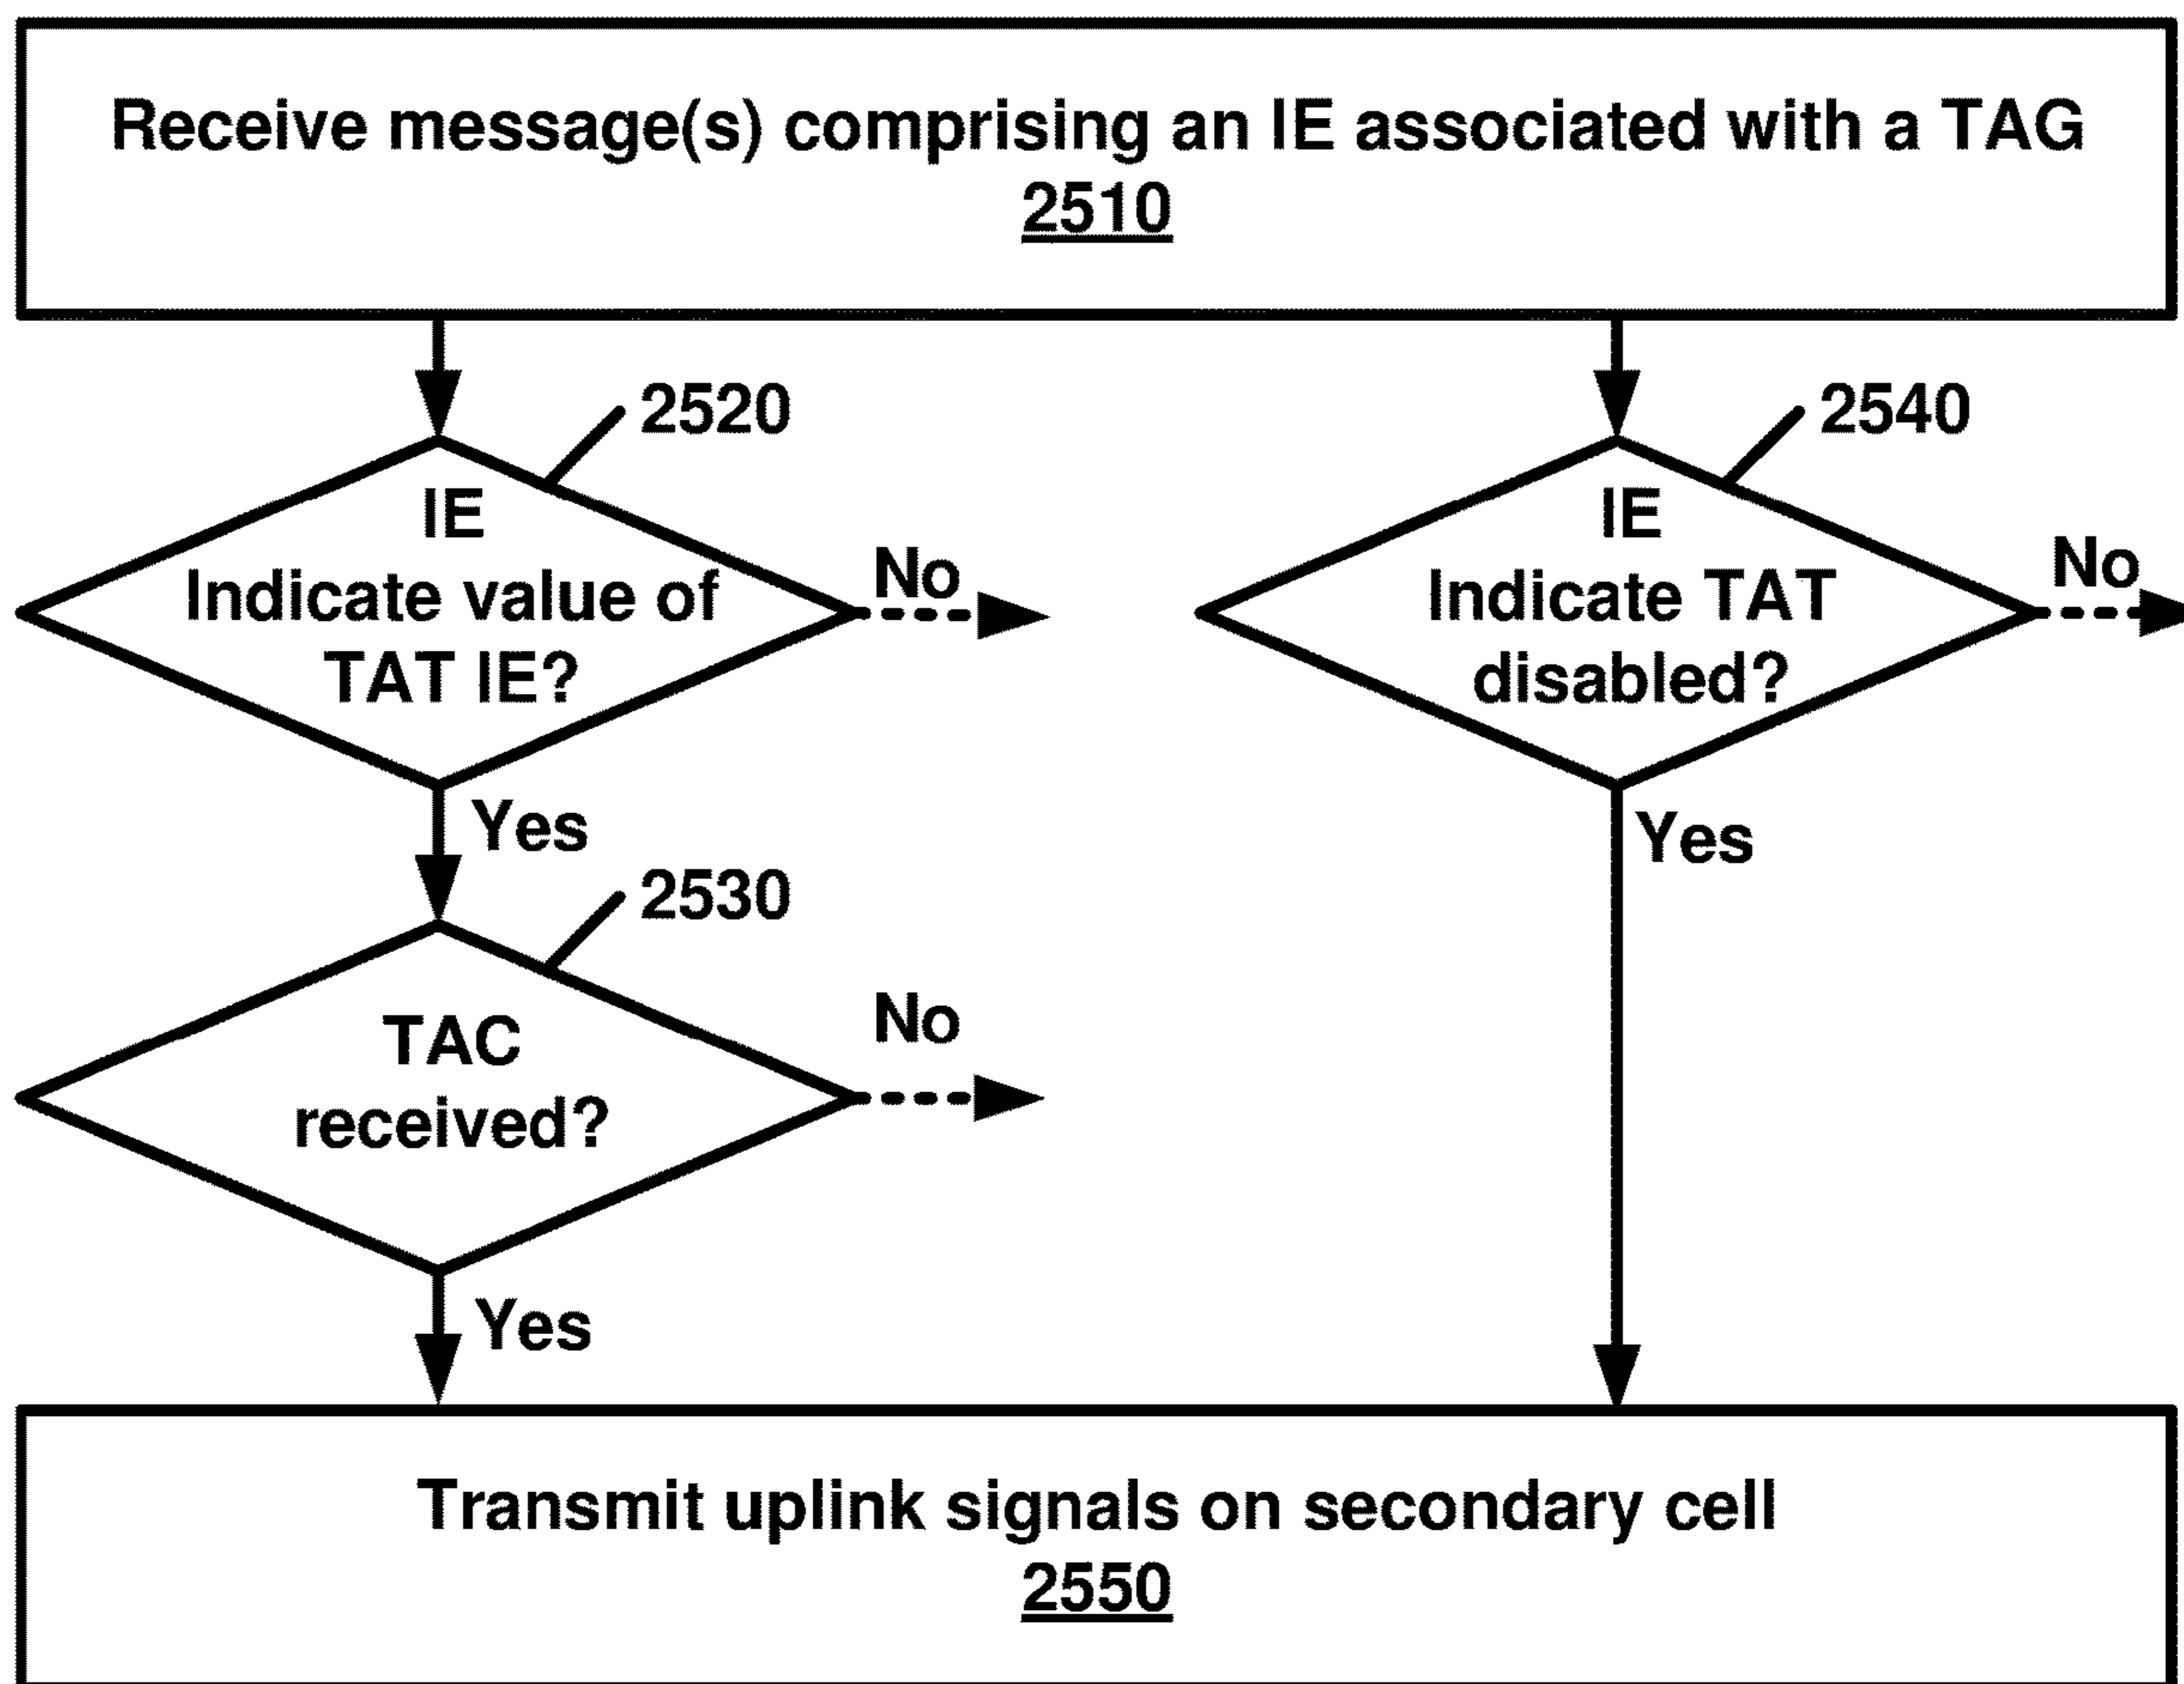 Receive message(s) comprising an IE associated with a TAG
2510
2520
IE
Indicate value of
TAT IE?
No
Yes
2540
IE
Indicate TAT
disabled?
No
Yes
2530
TAC
received?
No
Yes
Transmit uplink signals on secondary cell
2550